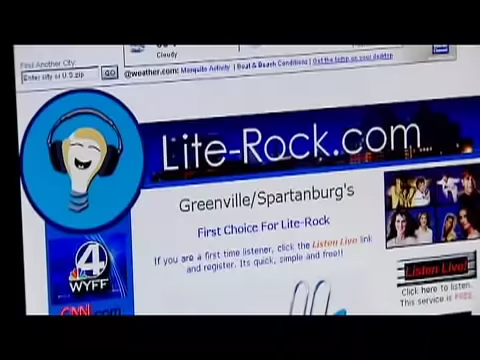 Cloudy
Find Another City:
Enter city or U.S.zip
GO
@weather.com: Mosquito Activity | Boat & Beach Conditions | Get the temp on your desktop
Lite-Rock.com
Greenville/Spartanburg's
First Choice For Lite-Rock
If you are a first time listener, click the Listen Live link
and register. Its quick, simple and free!!
4
WYFF
CNN.com
Listen Live!
Click here to listen.
This service is FREE